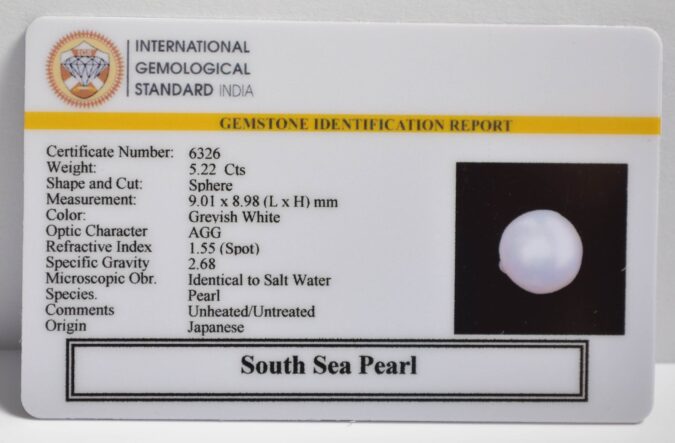 INTERNATIONAL
GEMOLOGICAL
STANDARD INDIA
GEMSTONE IDENTIFICATION REPORT
Certificate Number: 6326
Weight: 5.22 Cts
Shape and Cut: Sphere
Measurement: 9.01 x 8.98 (L x H) mm
Color: Greyish White
Optic Character AGG
Refractive Index 1.55 (Spot)
Specific Gravity 2.68
Microscopic Obr. Identical to Salt Water
Species. Pearl
Comments Unheated/Untreated
Origin Japanese
South Sea Pearl